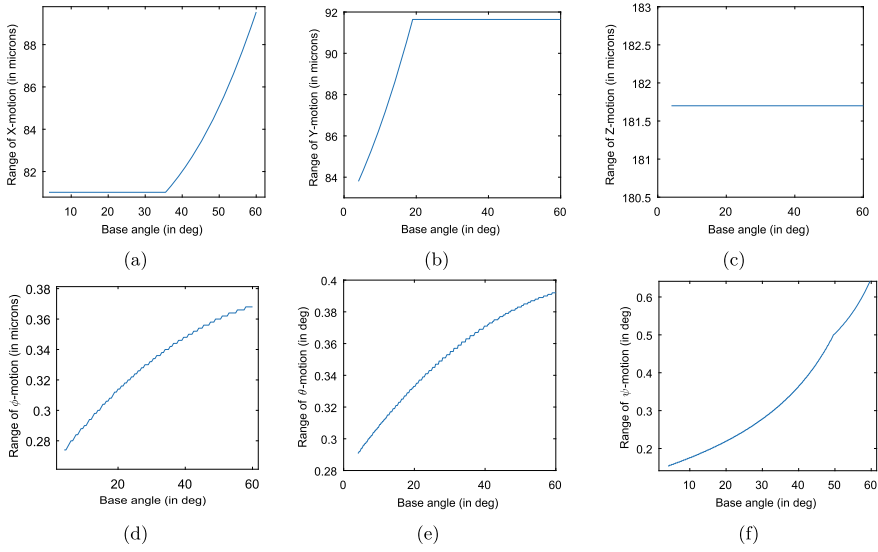 88
86
84
82
10 20 30 40 50 60
Range of X-motion (in microns)
Base angle (in deg)
(a)
92
90
88
86
84
0 20 40 60
Range of Y-motion (in microns)
Base angle (in deg)
(b)
183
182.5
182
181.5
181
180.5
0 20 40 60
Range of Z-motion (in microns)
Base angle (in deg)
(c)
0.38
0.36
0.34
0.32
0.3
0.28
20 40 60
Range of ϕ-motion (in microns)
Base angle (in deg)
(d)
0.4
0.38
0.36
0.34
0.32
0.3
0.28
0 20 40 60
Range of θ-motion (in deg)
Base angle (in deg)
(e)
0.6
0.5
0.4
0.3
0.2
10 20 30 40 50 60
Range of ψ-motion (in deg)
Base angle (in deg)
(f)